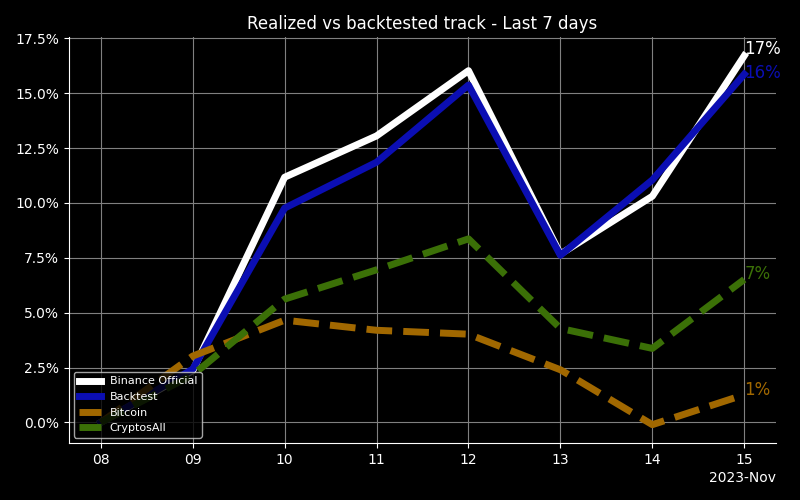 Realized vs backtested track - Last 7 days
17.5%
15.0%
12.5%
10.0%
7.5%
5.0%
2.5%
0.0%
17%
16%
7%
1%
Binance Official
Backtest
Bitcoin
CryptosAll
08 09 10 11 12 13 14 15
2023-Nov